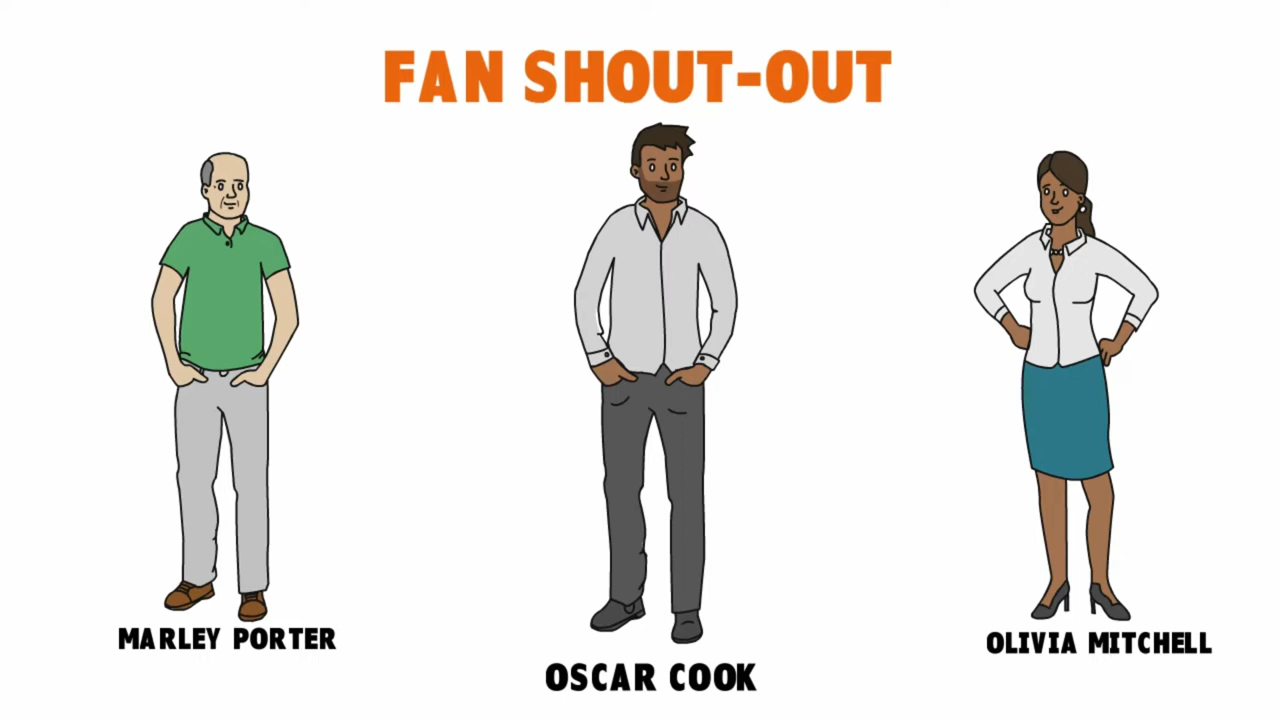 FAN SHOUT-OUT
MARLEY PORTER
OSCAR COOK
OLIVIA MITCHELL